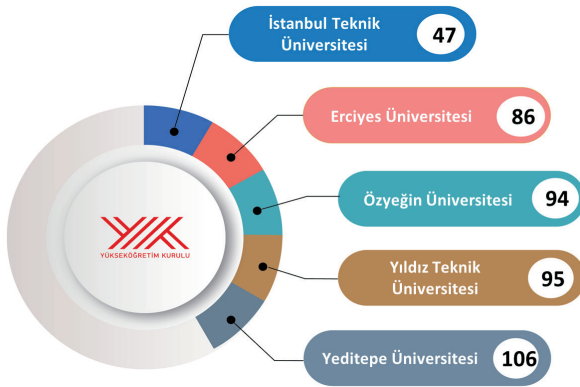 İstanbul Teknik
Üniversitesi
47
Erciyes Üniversitesi
86
Özyeğin Üniversitesi
94
Yıldız Teknik
Üniversitesi
95
Yeditepe Üniversitesi
106
YÜKSEKÖĞRETİM KURULU